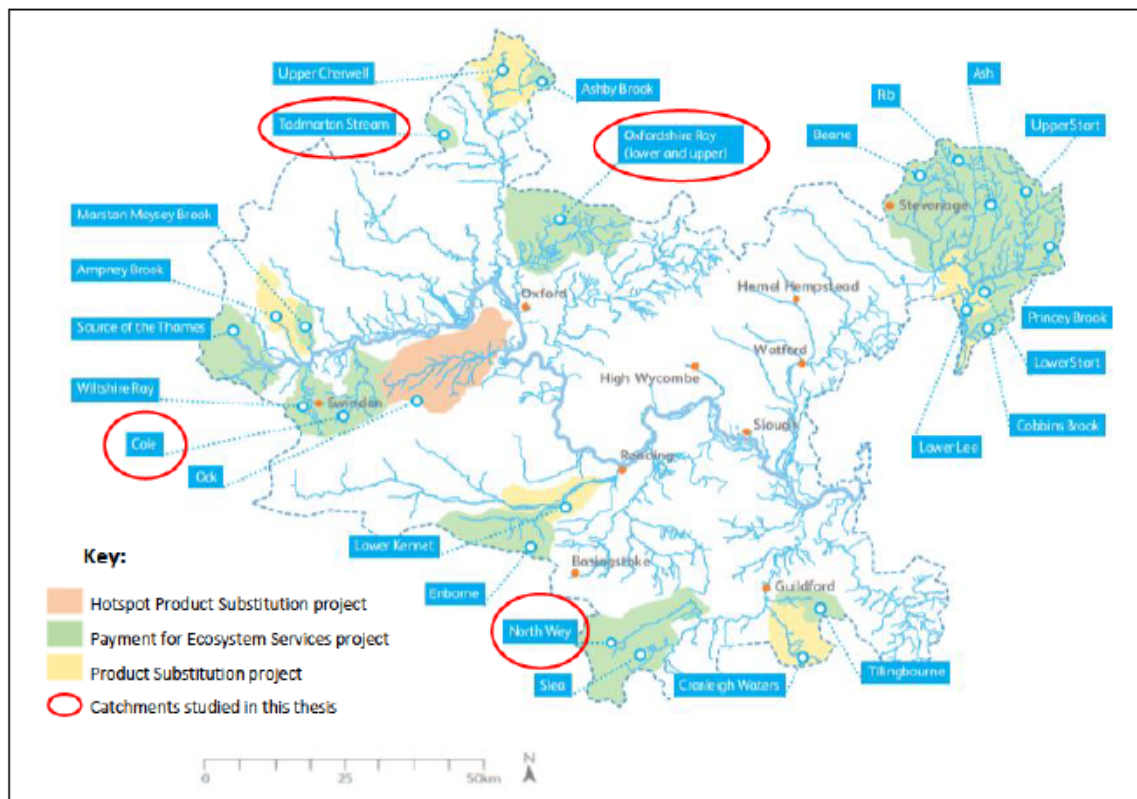 Upper Cherwell
Ashby Brook
Tadmarton Stream
Oxfordshire Ray
(lower and upper)
Ash
Rib
Beane
Upper Stort
Stevenage
Marston Meysey Brook
Ampney Brook
Source of the Thames
Oxford
Hemel Hempstead
Princey Brook
Watford
Lower Stort
Wiltshire Ray
High Wycombe
Swindon
Cobbins Brook
Cole
Slough
Lower Lee
Ock
Reading
Lower Kennet
Basingstoke
Enborne
Guildford
North Wey
Slea
Cranleigh Waters
Tillingbourne
Key:
Hotspot Product Substitution project
Payment for Ecosystem Services project
Product Substitution project
Catchments studied in this thesis
N
0 25 50km